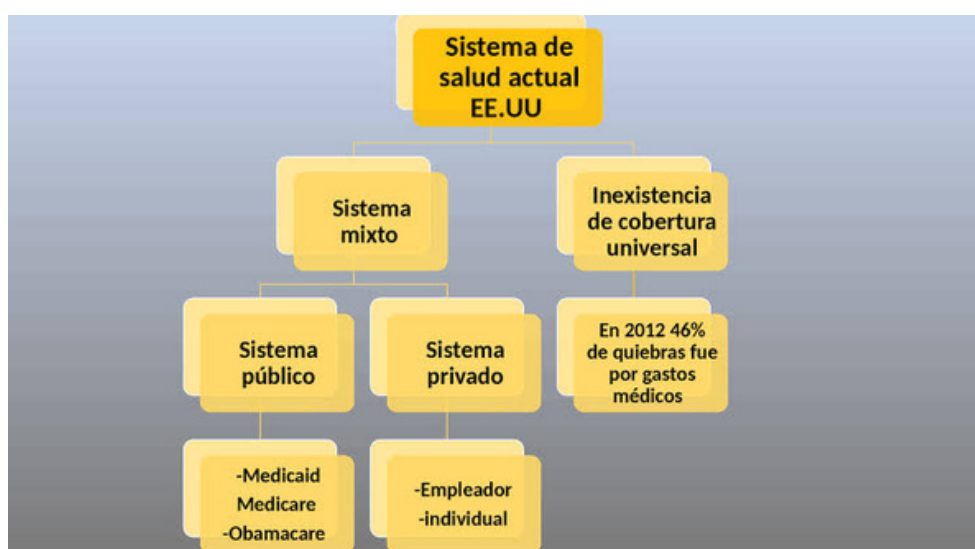 Sistema de
salud actual
EE.UU
Sistema
mixto
Inexistencia
de cobertura
universal
Sistema
público
Sistema
privado
En 2012 46%
de quiebras fue
por gastos
médicos
-Medicaid
Medicare
-Obamacare
-Empleador
-individual